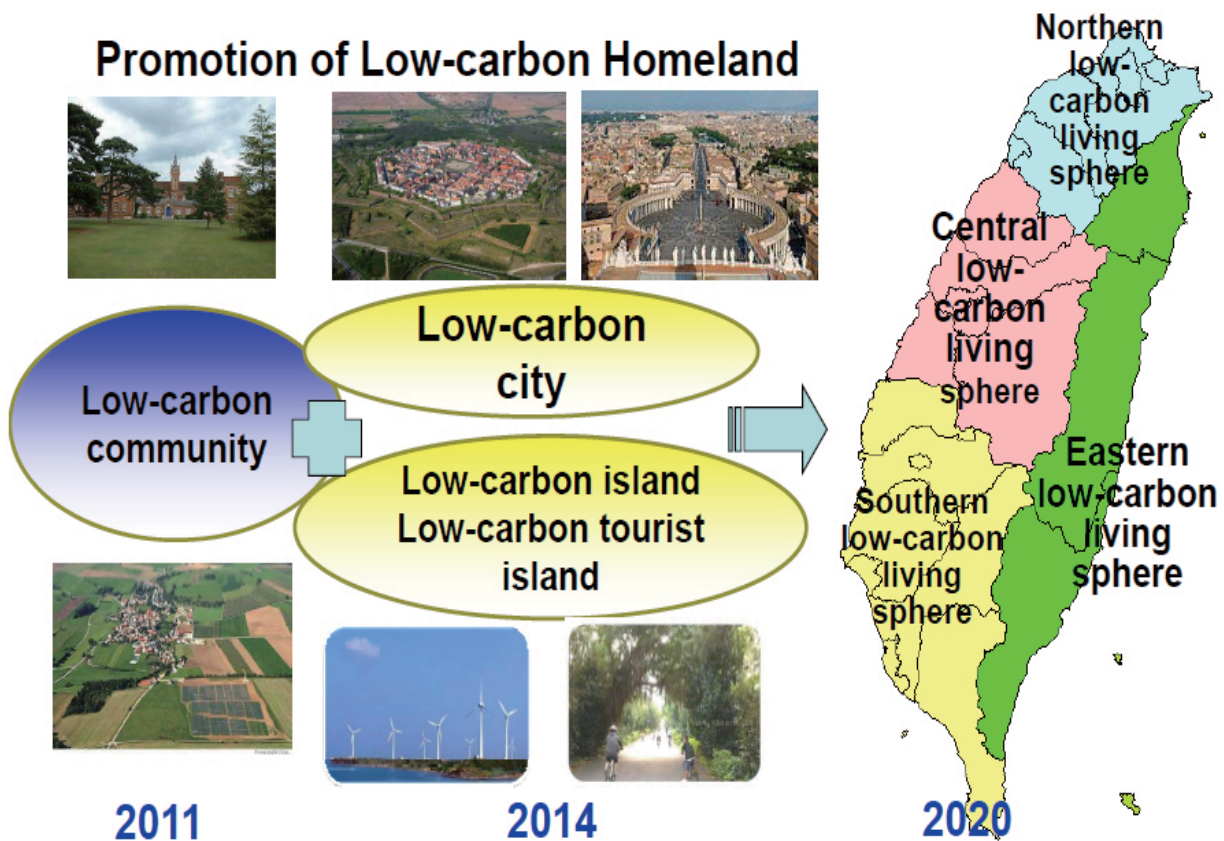 Promotion of Low-carbon Homeland
Low-carbon
community
Low-carbon
city
Low-carbon island
Low-carbon tourist
island
Northern
low-
carbon
living
sphere
Central
low-
carbon
living
sphere
Southern
low-carbon
living
sphere
Eastern
low-carbon
living
sphere
2011
2014
2020